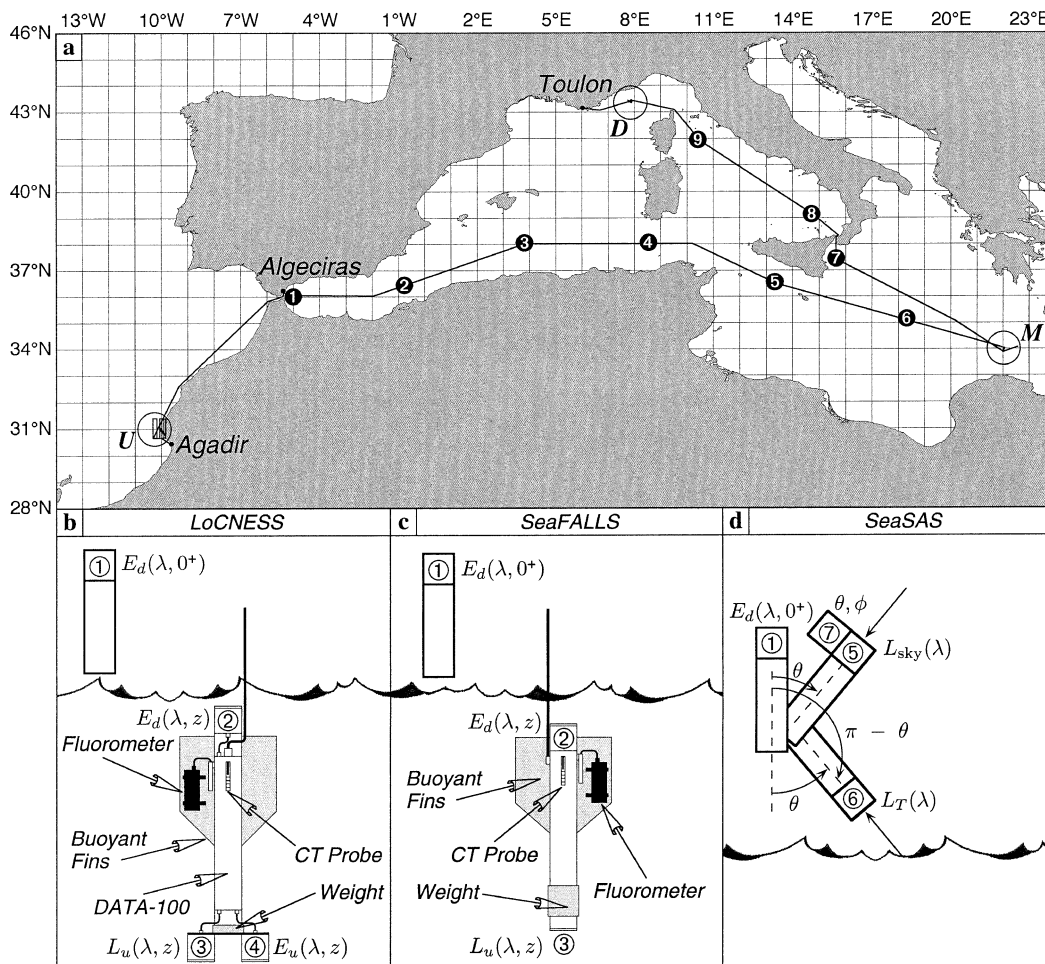 13°W 10°W 7°W 4°W 1°W 2°E 5°E 8°E 11°E 14°E 17°E 20°E 23°E
46°N
a
Toulon
43°N
D
9
40°N
8
3
4
7
37°N
Algeciras
2
5
1
6
M
34°N
31°N
U
Agadir
28°N
b LoCNESS
c SeaFALLS
d SeaSAS
① E_d(λ, 0⁺)
E_d(λ, z)
②
Fluorometer
Buoyant
Fins
CT Probe
DATA-100
Weight
L_u(λ, z) ③ ④ E_u(λ, z)
① E_d(λ, 0⁺)
E_d(λ, z)
②
Buoyant
Fins
CT Probe
Weight
Fluorometer
L_u(λ, z) ③
E_d(λ, 0⁺)
①
θ, ϕ
⑦
⑤
L_sky(λ)
θ
π − θ
θ
⑥
L_T(λ)